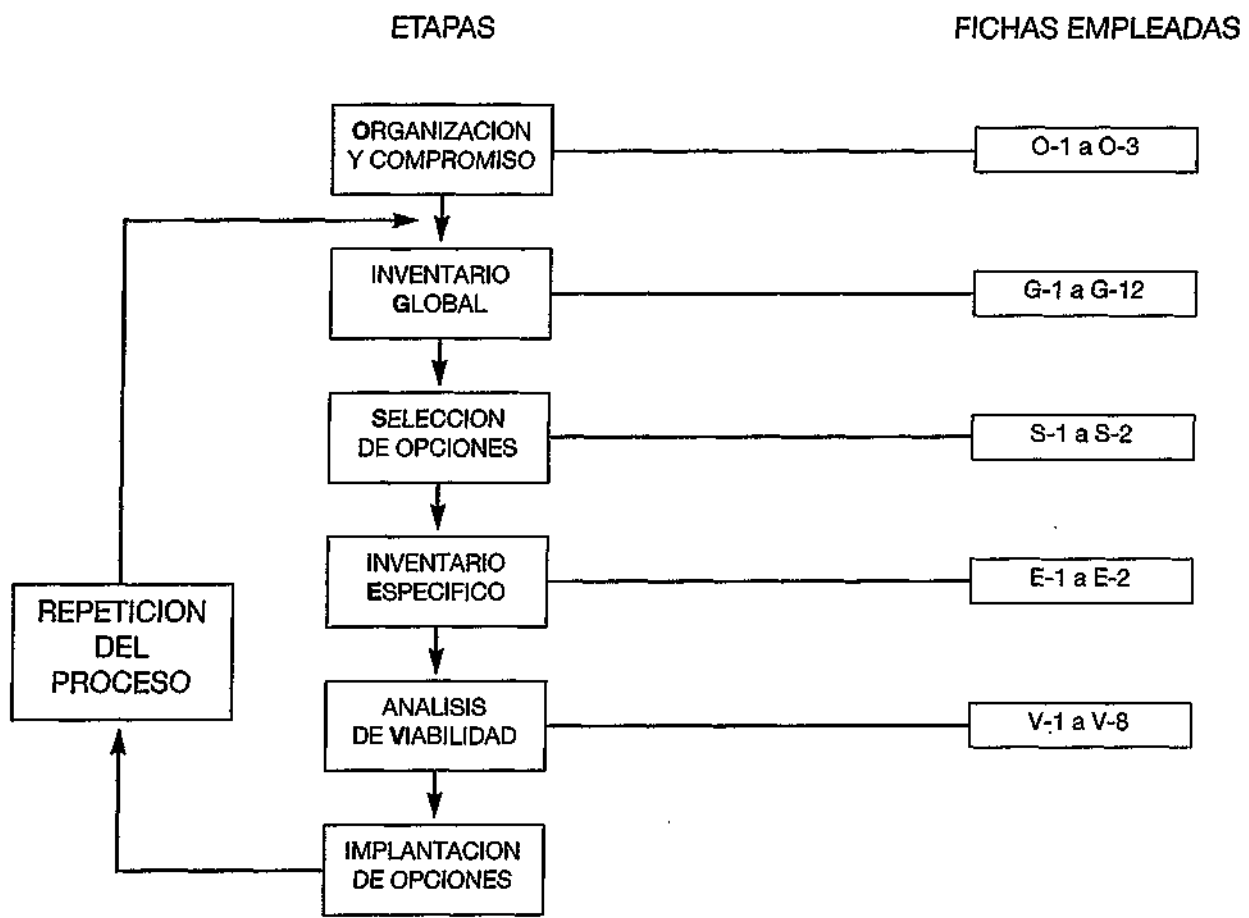 ETAPAS
FICHAS EMPLEADAS
ORGANIZACION
Y COMPROMISO
O-1 a O-3
INVENTARIO
GLOBAL
G-1 a G-12
SELECCION
DE OPCIONES
S-1 a S-2
INVENTARIO
ESPECIFICO
E-1 a E-2
REPETICION
DEL
PROCESO
ANALISIS
DE VIABILIDAD
V-1 a V-8
IMPLANTACION
DE OPCIONES